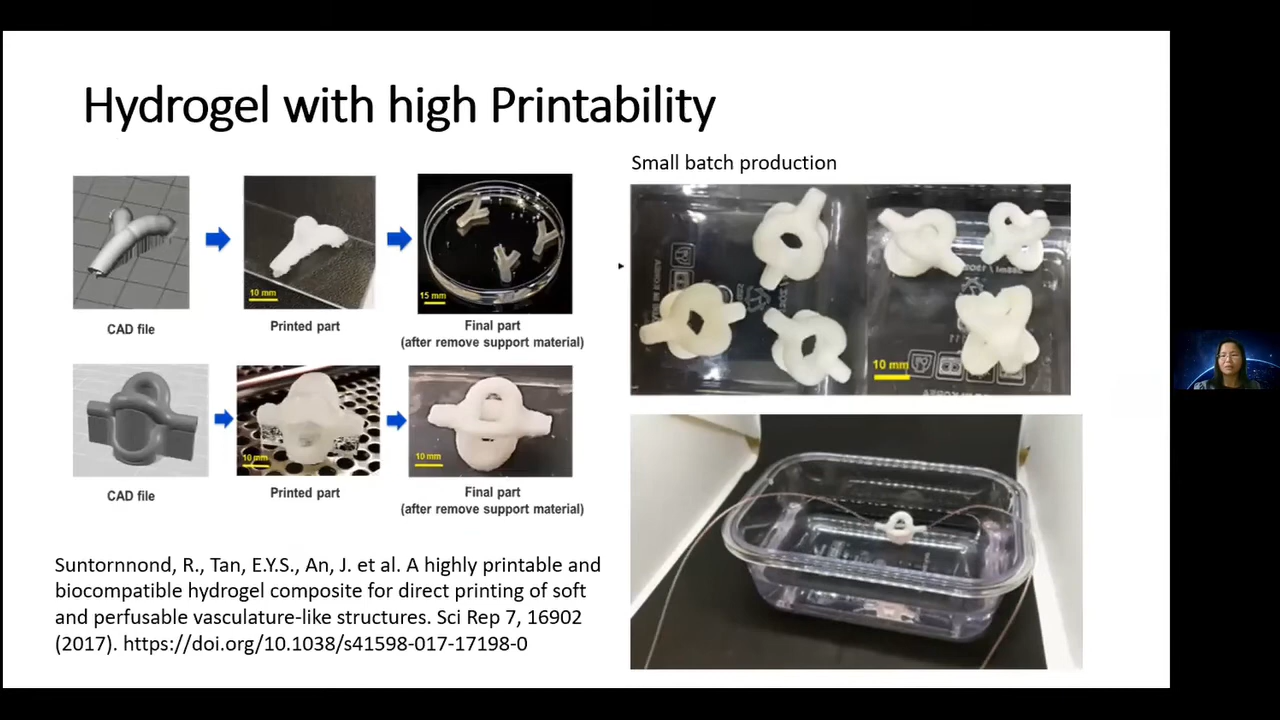 Hydrogel with high Printability
CAD file
10 mm
Printed part
15 mm
Final part
(after remove support material)
CAD file
10 mm
Printed part
10 mm
Final part
(after remove support material)
Small batch production
10 mm
Suntornnond, R., Tan, E.Y.S., An, J. et al. A highly printable and
biocompatible hydrogel composite for direct printing of soft
and perfusable vasculature-like structures. Sci Rep 7, 16902
(2017). https://doi.org/10.1038/s41598-017-17198-0